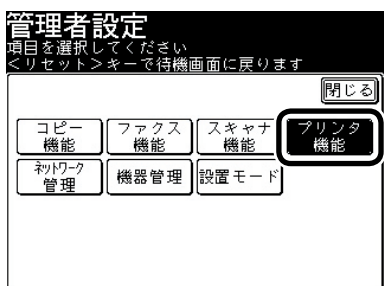 管理者設定
項目を選択してください
＜リセット＞キーで待機画面に戻ります
閉じる
コピー機能 ファクス機能 スキャナ機能 プリンタ機能
ネットワーク管理 機器管理 設置モード